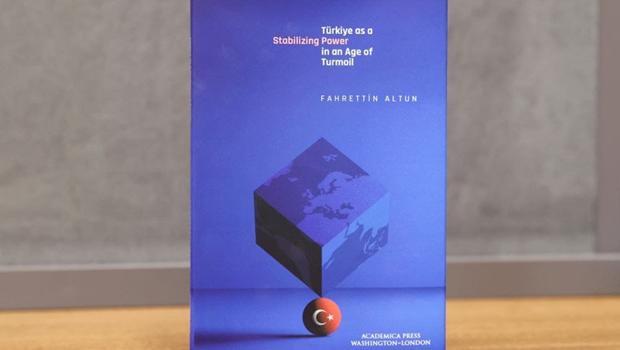 Türkiye as a
Stabilizing Power
in an Age of
Turmoil
FAHRETTİN ALTUN
ACADEMICA PRESS
WASHINGTON~LONDON